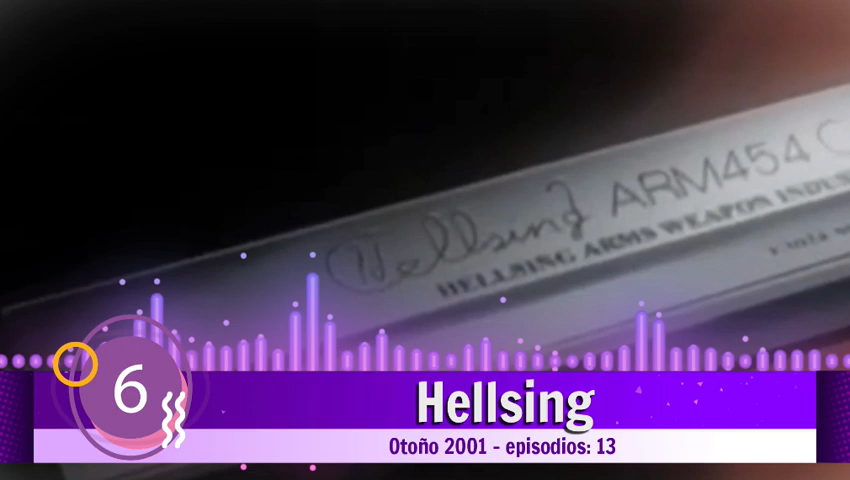 Hellsing ARM454 C
HELLSING ARMS WEAPON INDUS
6
Hellsing
Otoño 2001 - episodios: 13